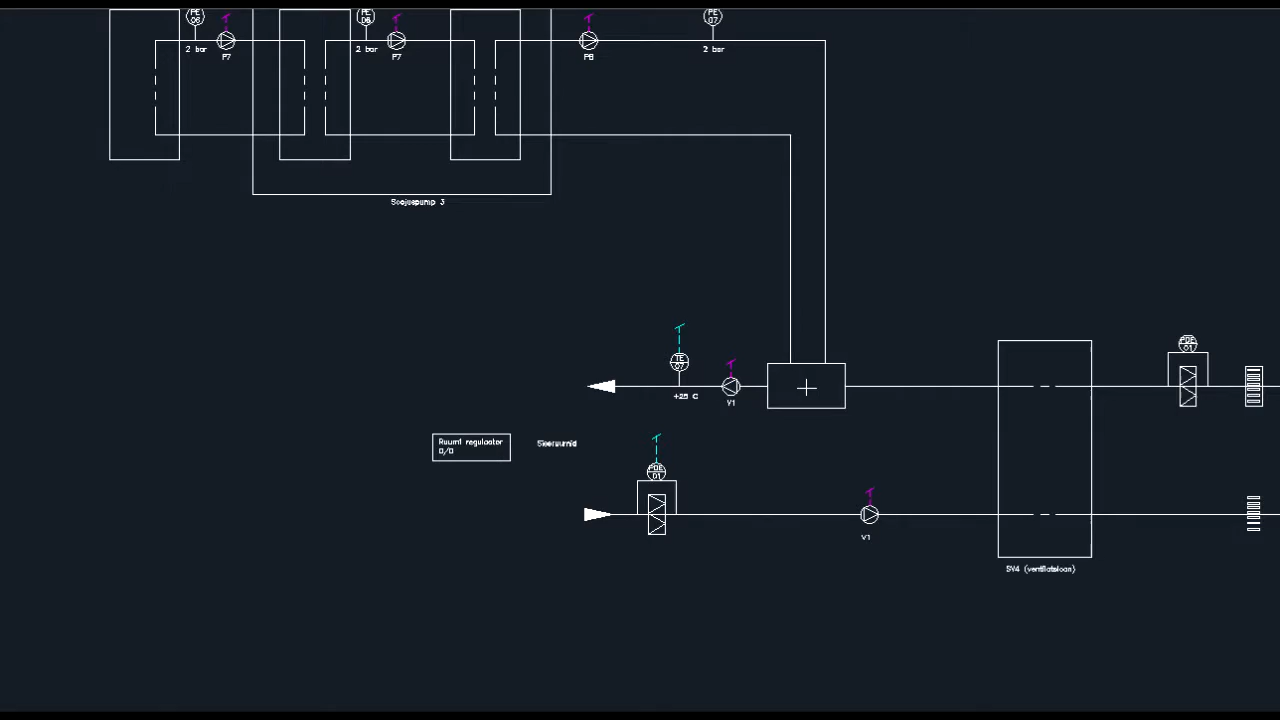 PE
06
PE
06
PE
07
2 bar
P7
2 bar
P7
P8
2 bar
Soojuspump 3
TE
07
+25 C
V1
PDE
01
Ruumi regulaator
0/0
Siseruumid
PDE
01
V1
SV4 (ventilatsioon)